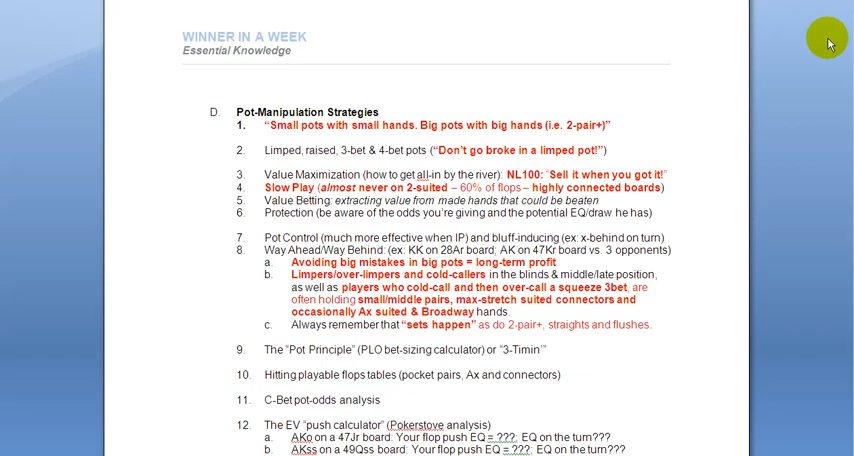 WINNER IN A WEEK
Essential Knowledge
D. Pot-Manipulation Strategies
1. “Small pots with small hands. Big pots with big hands (i.e. 2-pair+)”
2. Limped, raised, 3-bet & 4-bet pots (“Don’t go broke in a limped pot!”)
3. Value Maximization (how to get all-in by the river): NL100: “Sell it when you got it!”
4. Slow Play (almost never on 2-suited – 60% of flops – highly connected boards)
5. Value Betting: extracting value from made hands that could be beaten
6. Protection (be aware of the odds you’re giving and the potential EQ/draw he has)
7. Pot Control (much more effective when IP) and bluff-inducing (ex: x-behind on turn)
8. Way Ahead/Way Behind: (ex: KK on 28Ar board; AK on 47Kr board vs. 3 opponents)
a. Avoiding big mistakes in big pots = long-term profit
b. Limpers/over-limpers and cold-callers in the blinds & middle/late position,
as well as players who cold-call and then over-call a squeeze 3bet, are
often holding small/middle pairs, max-stretch suited connectors and
occasionally Ax suited & Broadway hands.
c. Always remember that “sets happen” as do 2-pair+, straights and flushes.
9. The “Pot Principle” (PLO bet-sizing calculator) or “3-Timin’”
10. Hitting playable flops tables (pocket pairs, Ax and connectors)
11. C-Bet pot-odds analysis
12. The EV “push calculator” (Pokerstove analysis)
a. AKo on a 47Jr board: Your flop push EQ = ???; EQ on the turn???
b. AKss on a 49Qss board: Your flop push EQ = ???; EQ on the turn???